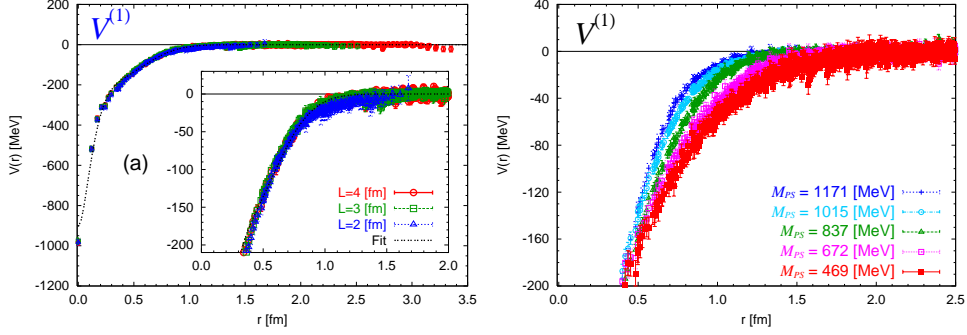 V(1)
200
0
-200
-400
-600
-800
-1000
-1200
V(r) [MeV]
(a)
0
-50
-100
-150
-200
L=4 [fm]
L=3 [fm]
L=2 [fm]
Fit
0.0 0.5 1.0 1.5 2.0
0.0 0.5 1.0 1.5 2.0 2.5 3.0 3.5
r [fm]
V(1)
40
0
-40
-80
-120
-160
-200
V(r) [MeV]
MPS = 1171 [MeV]
MPS = 1015 [MeV]
MPS = 837 [MeV]
MPS = 672 [MeV]
MPS = 469 [MeV]
0.0 0.5 1.0 1.5 2.0 2.5
r [fm]